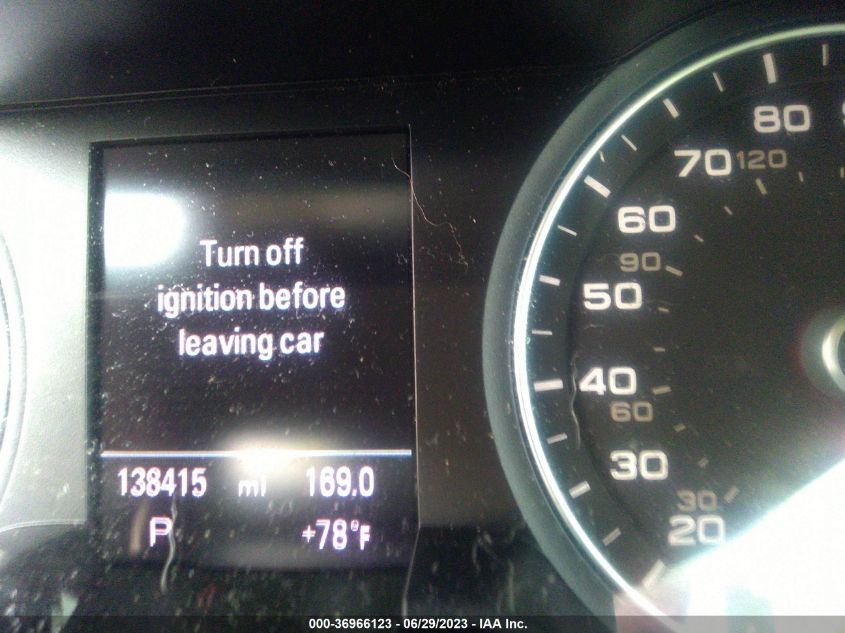 Turn off
ignition before
leaving car
138415 mi 169.0
P +78°F
80
70 120
60
90
50
40
60
30
30
20
000-36966123 - 06/29/2023 - IAA Inc.